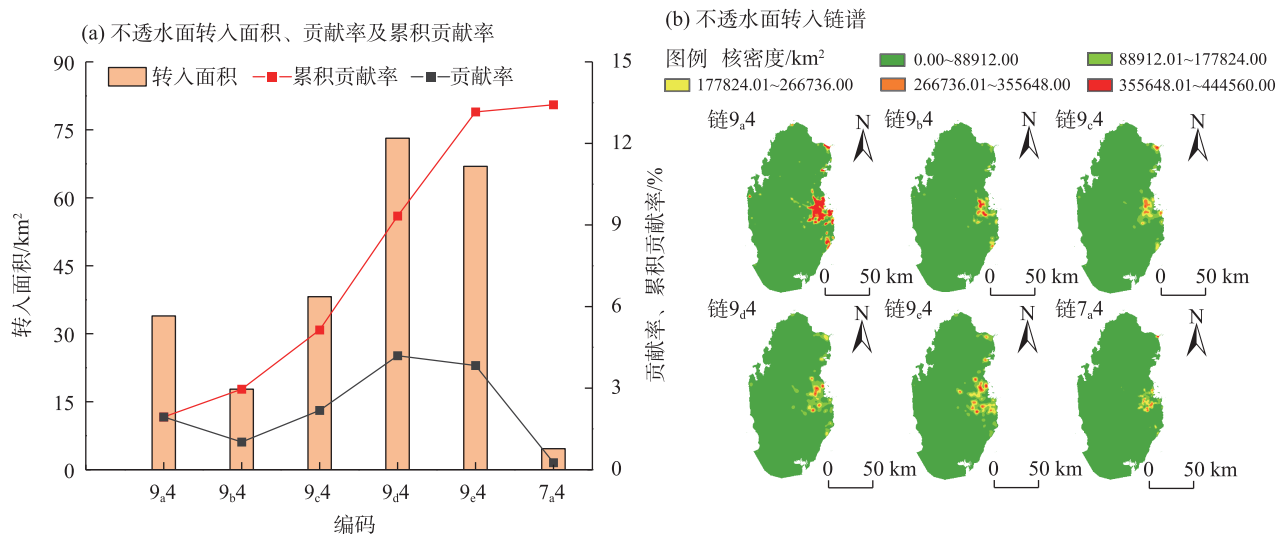 (a) 不透水面转入面积、贡献率及累积贡献率
90
75
60
45
30
15
0
转入面积/km²
转入面积
累积贡献率
贡献率
15
12
9
6
3
0
贡献率、累积贡献率/%
9ₐ4 9_b4 9_c4 9_d4 9ₑ4 7ₐ4
编码
(b) 不透水面转入链谱
图例 核密度/km²
0.00~88912.00
88912.01~177824.00
177824.01~266736.00
266736.01~355648.00
355648.01~444560.00
链9ₐ4
N
0 50 km
链9_b4
N
0 50 km
链9_c4
N
0 50 km
链9_d4
N
0 50 km
链9ₑ4
N
0 50 km
链7ₐ4
N
0 50 km